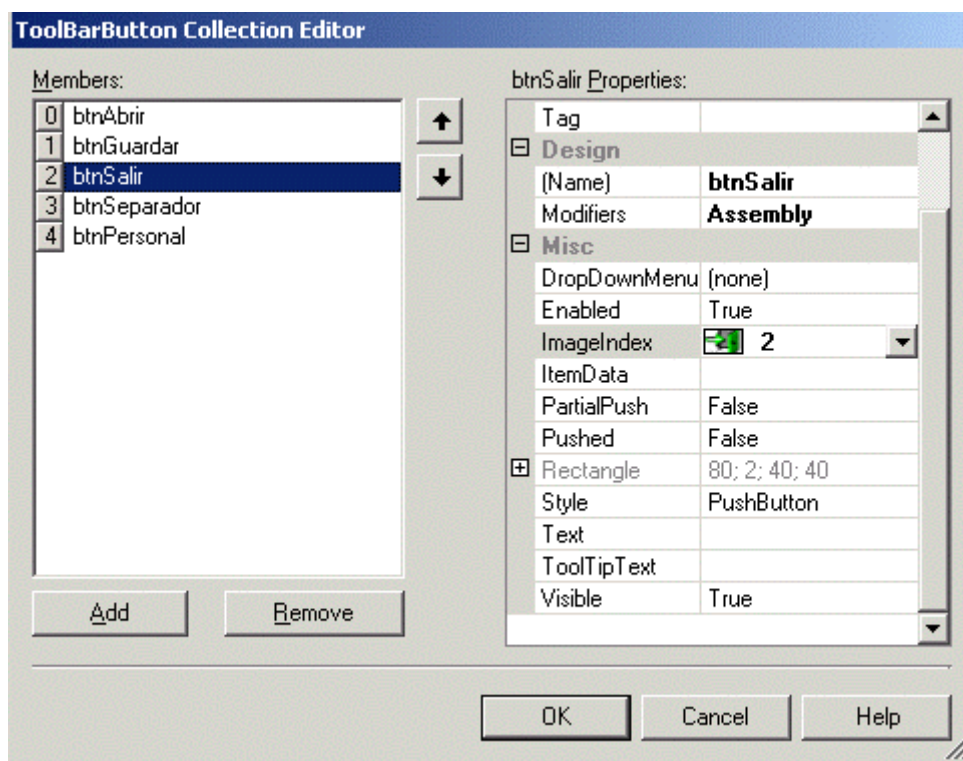 ToolBarButton Collection Editor
Members:
0 btnAbrir
1 btnGuardar
2 btnSalir
3 btnSeparador
4 btnPersonal
Add Remove
btnSalir Properties:
Tag
Design
(Name) btnSalir
Modifiers Assembly
Misc
DropDownMenu (none)
Enabled True
ImageIndex 2
ItemData
PartialPush False
Pushed False
Rectangle 80; 2; 40; 40
Style PushButton
Text
ToolTipText
Visible True
OK Cancel Help